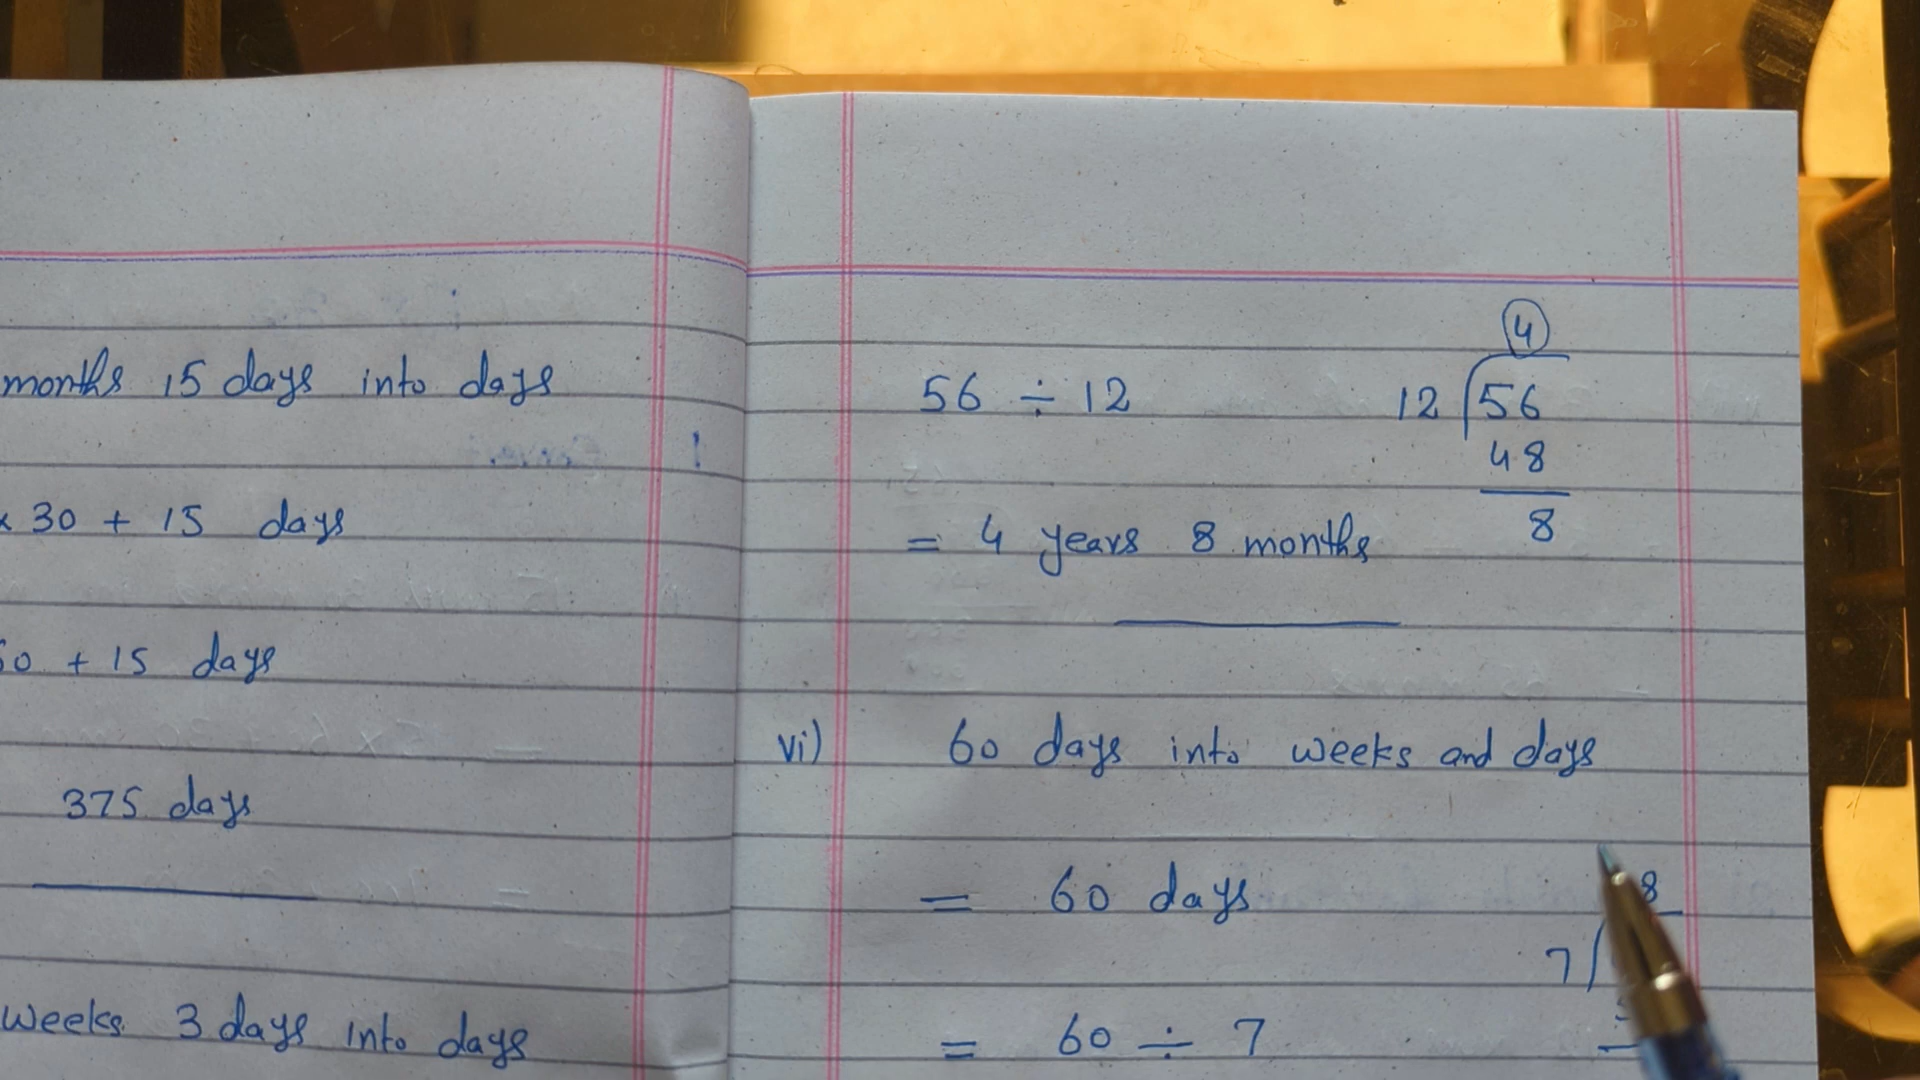 months 15 days into days
30 + 15 days
+ 15 days
375 days
weeks 3 days into days
4
56 ÷ 12 12 56
48
8
= 4 years 8 months
vi) 60 days into weeks and days
= 60 days 8
7
= 60 ÷ 7